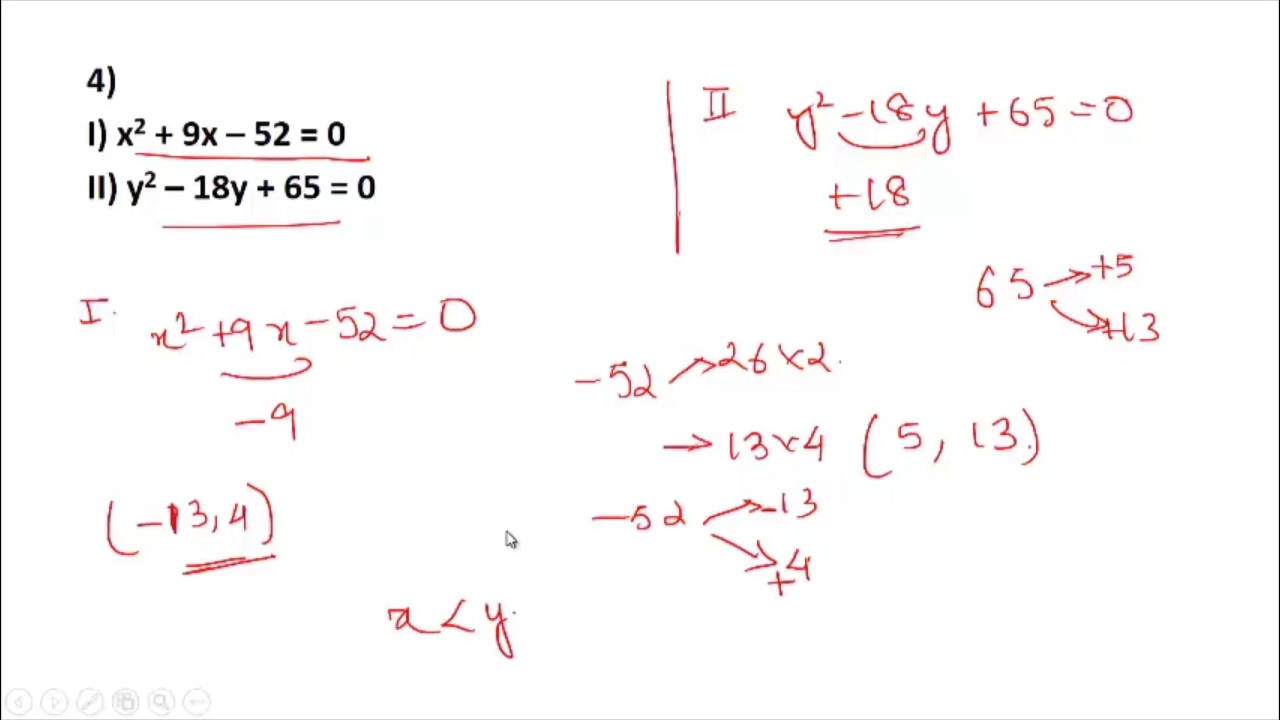 4)
I) x² + 9x – 52 = 0
II) y² – 18y + 65 = 0
I. x² +9x -52 = 0
-9
(-13, 4)
x < y.
II y² -18y +65 = 0
+18
65 → +5
→ +13
-52 → 26 x 2.
→ 13 x 4 (5, 13)
-52 → -13
→ +4